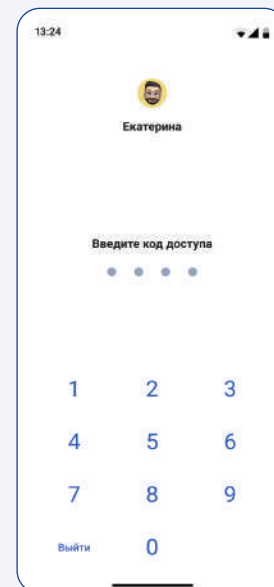 13:24
Екатерина
Введите код доступа
1 2 3
4 5 6
7 8 9
Выйти 0